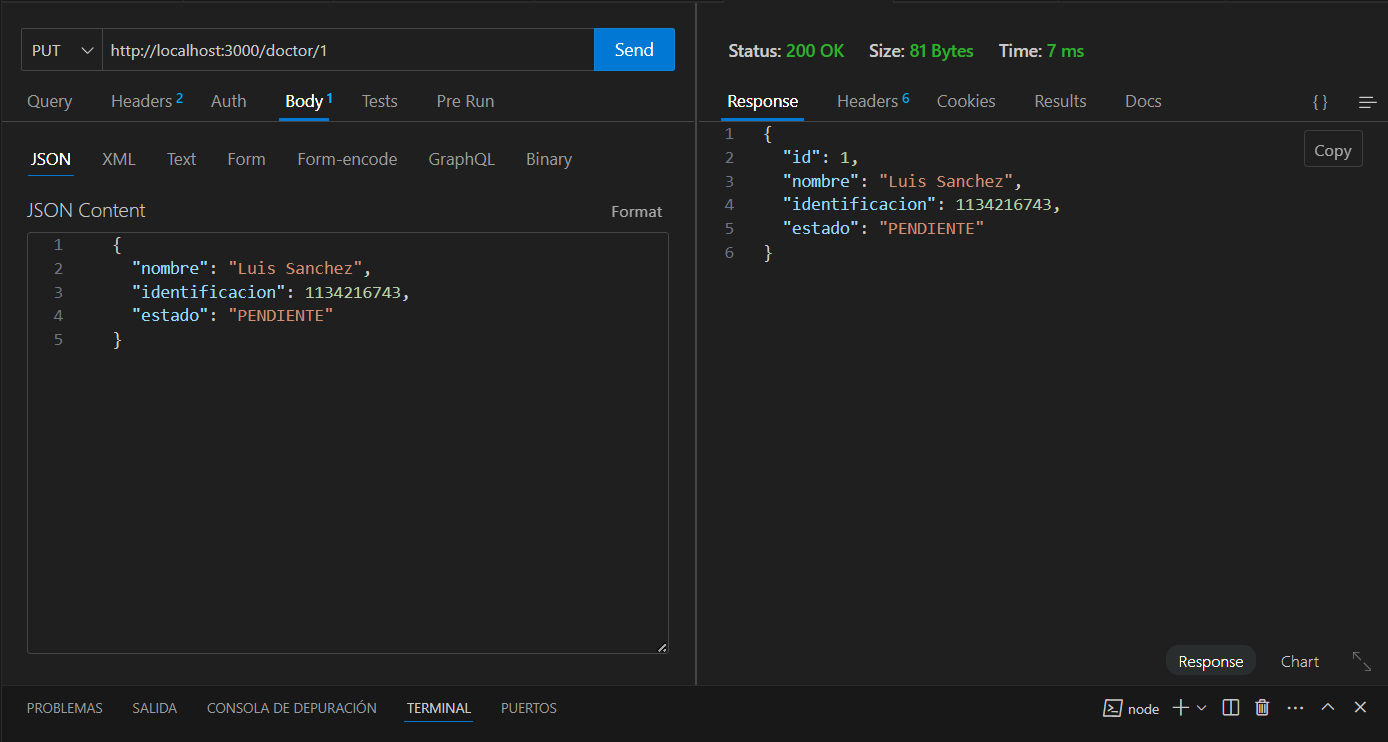 PUT http://localhost:3000/doctor/1 Send
Query Headers 2 Auth Body 1 Tests Pre Run
JSON XML Text Form Form-encode GraphQL Binary
JSON Content Format
1 {
2 "nombre": "Luis Sanchez",
3 "identificacion": 1134216743,
4 "estado": "PENDIENTE"
5 }
Status: 200 OK Size: 81 Bytes Time: 7 ms
Response Headers 6 Cookies Results Docs { }
Copy
1 {
2 "id": 1,
3 "nombre": "Luis Sanchez",
4 "identificacion": 1134216743,
5 "estado": "PENDIENTE"
6 }
Response Chart
PROBLEMAS SALIDA CONSOLA DE DEPURACIÓN TERMINAL PUERTOS node